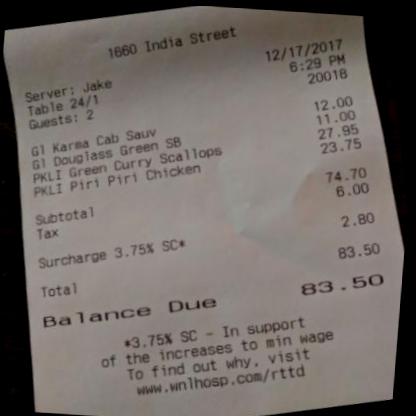 1660 India Street
12/17/2017
Server: Jake 6:29 PM
Table 24/1 20018
Guests: 2
Gl Karma Cab Sauv 12.00
Gl Douglass Green SB 11.00
PKLI Green Curry Scallops 27.95
PKLI Piri Piri Chicken 23.75
Subtotal 74.70
Tax 6.00
Surcharge 3.75% SC* 2.80
Total 83.50
Balance Due 83.50
*3.75% SC - In support
of the increases to min wage
To find out why, visit
www.wnlhosp.com/rttd